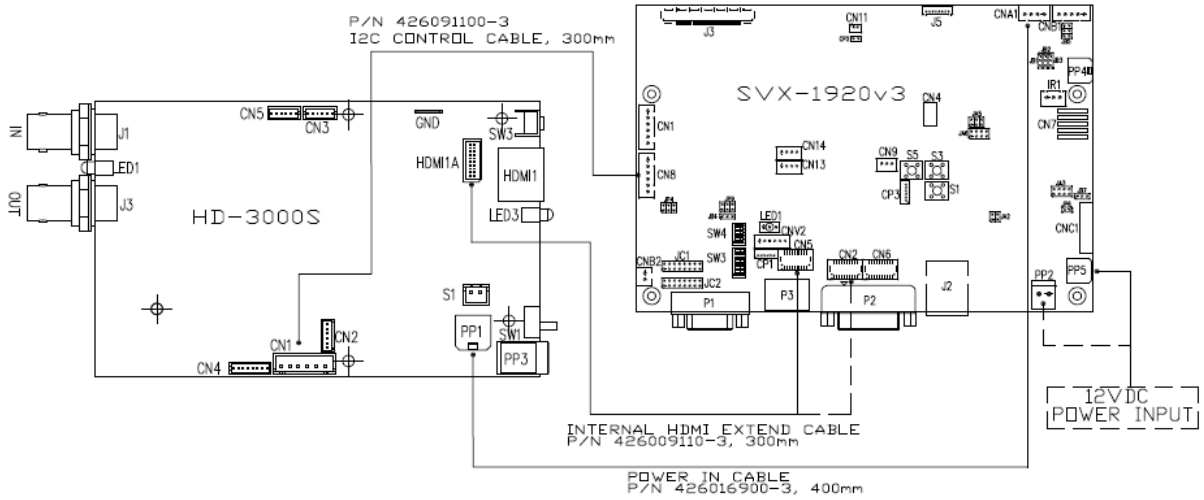 P/N 426091100-3
I2C CONTROL CABLE, 300mm
IN
OUT
J1
LED1
J3
CN5
CN3
GND
SW3
HDMI1A
HDMI1
LED3
HD-3000S
S1
PP1
SW1
PP3
CN2
CN1
CN4
J3
CN11
CP9
J5
CNA1
CNB1
PP4
IR1
CN7
SVX-1920v3
CN4
CN1
CN8
CN14
CN13
CN9
S5
S3
S1
CP3
LED1
CNV2
SW4
SW3
CP1
CN5
CN2
CN6
CNB2
JC1
JC2
P1
P3
P2
J2
PP2
PP5
CNC1
12VDC
POWER INPUT
INTERNAL HDMI EXTEND CABLE
P/N 426009110-3, 300mm
POWER IN CABLE
P/N 426016900-3, 400mm